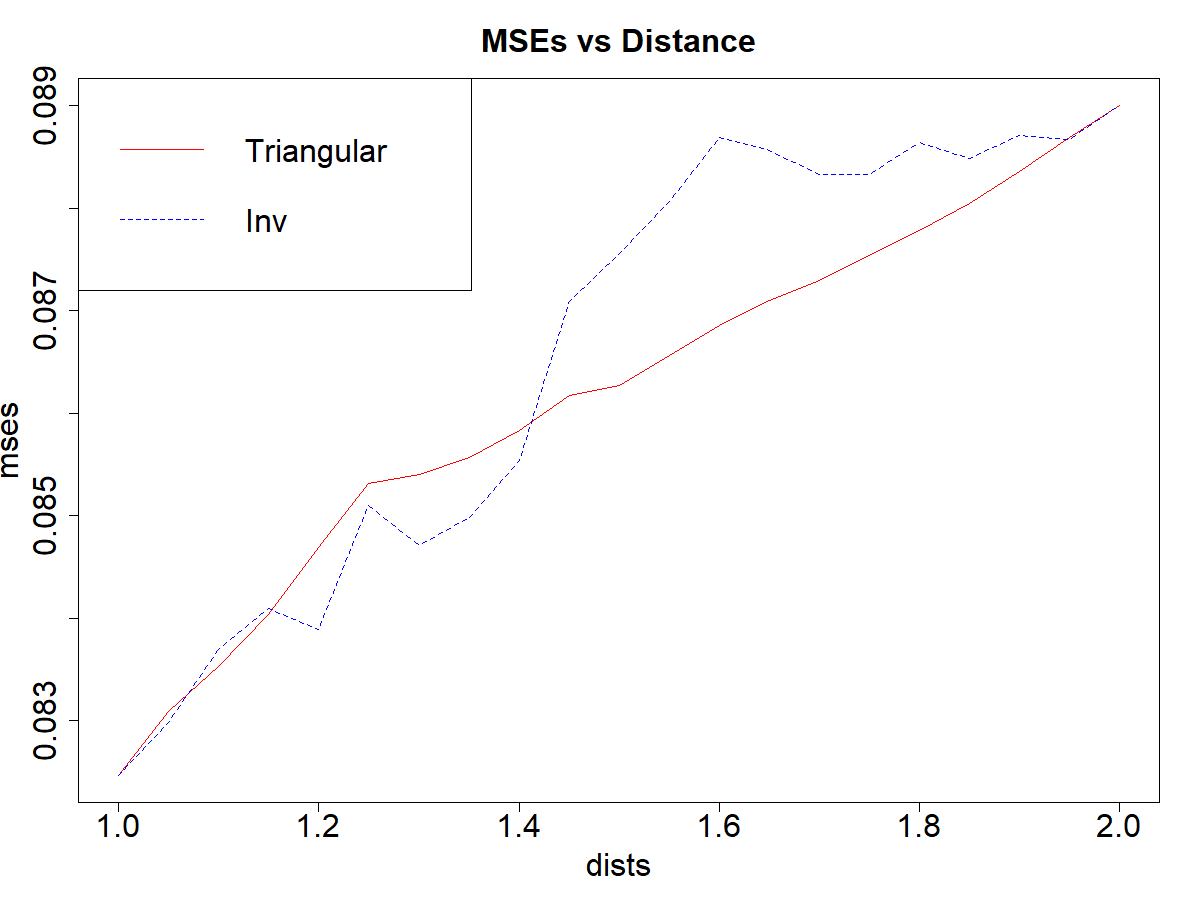 MSEs vs Distance
Triangular
Inv
0.089
0.087
0.085
0.083
mses
1.0 1.2 1.4 1.6 1.8 2.0
dists